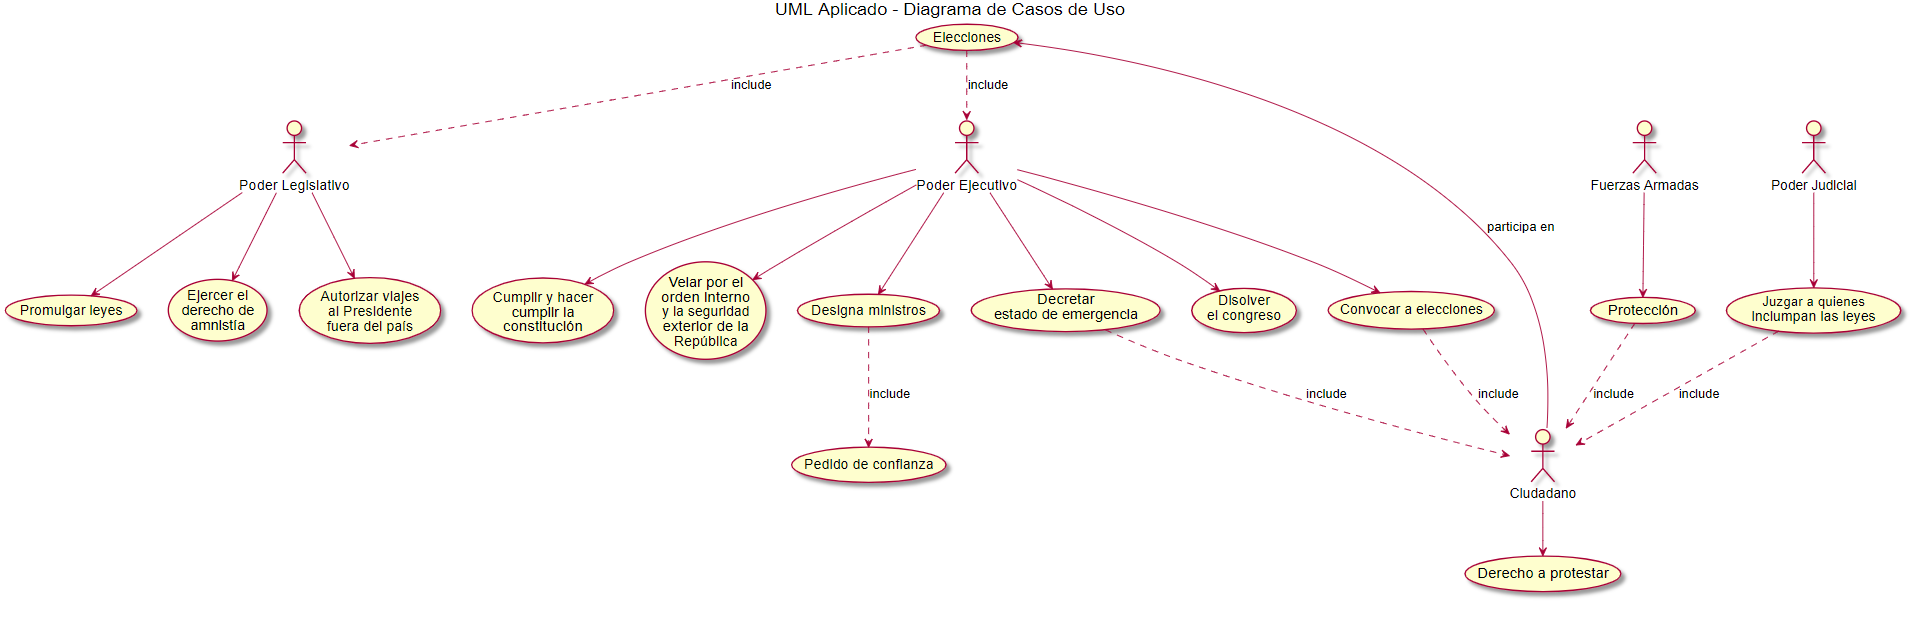 UML Aplicado - Diagrama de Casos de Uso
Elecciones
include
include
Poder Legislativo
Poder Ejecutivo
Fuerzas Armadas
Poder Judicial
participa en
Promulgar leyes
Ejercer el
derecho de
amnistía
Autorizar viajes
al Presidente
fuera del país
Cumplir y hacer
cumplir la
constitución
Velar por el
orden interno
y la seguridad
exterior de la
República
Designa ministros
Decretar
estado de emergencia
Disolver
el congreso
Convocar a elecciones
Protección
Juzgar a quienes
inclumpan las leyes
include
include
include
include
include
Pedido de confianza
Ciudadano
Derecho a protestar